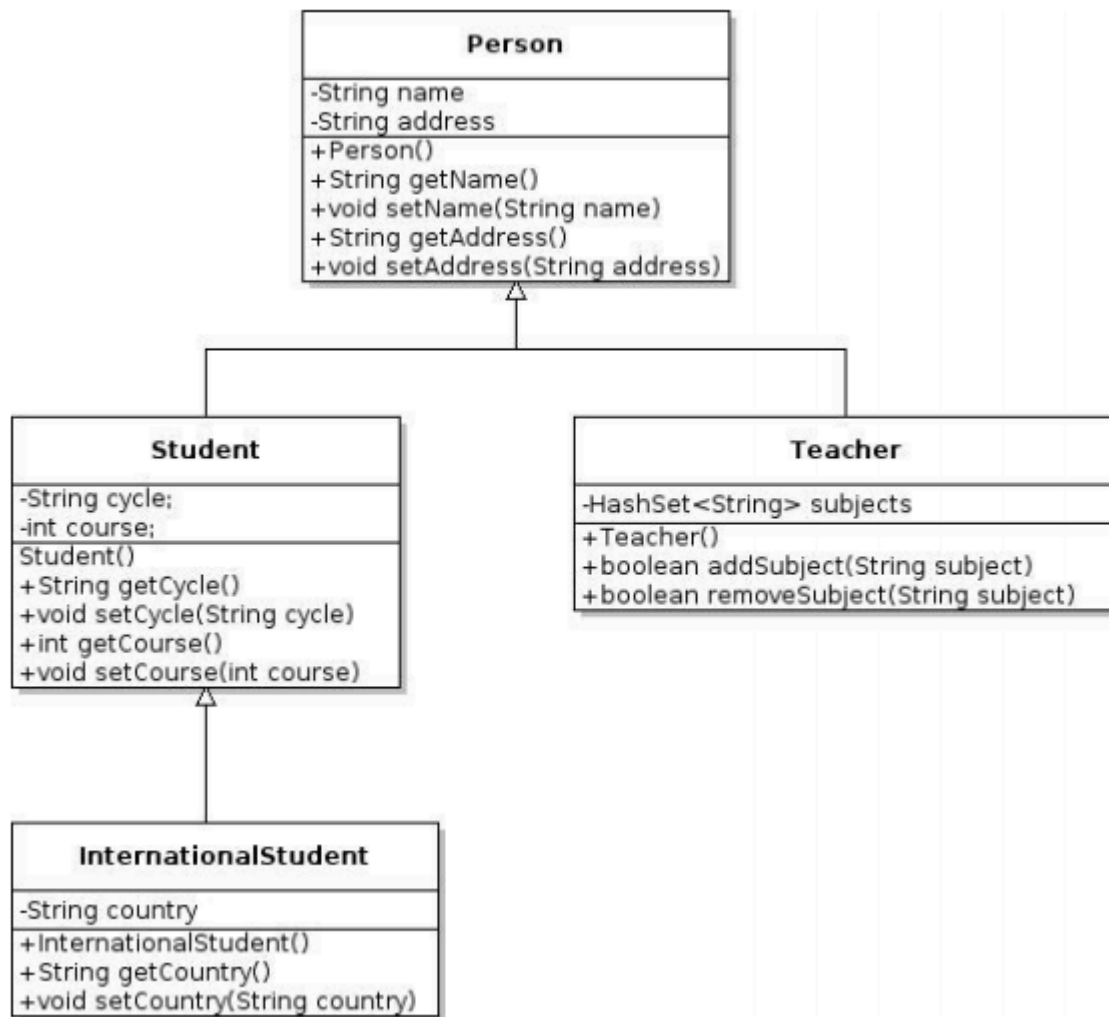 Person
-String name
-String address
+Person()
+String getName()
+void setName(String name)
+String getAddress()
+void setAddress(String address)
Student
-String cycle;
-int course;
Student()
+String getCycle()
+void setCycle(String cycle)
+int getCourse()
+void setCourse(int course)
Teacher
-HashSet<String> subjects
+Teacher()
+boolean addSubject(String subject)
+boolean removeSubject(String subject)
InternationalStudent
-String country
+InternationalStudent()
+String getCountry()
+void setCountry(String country)